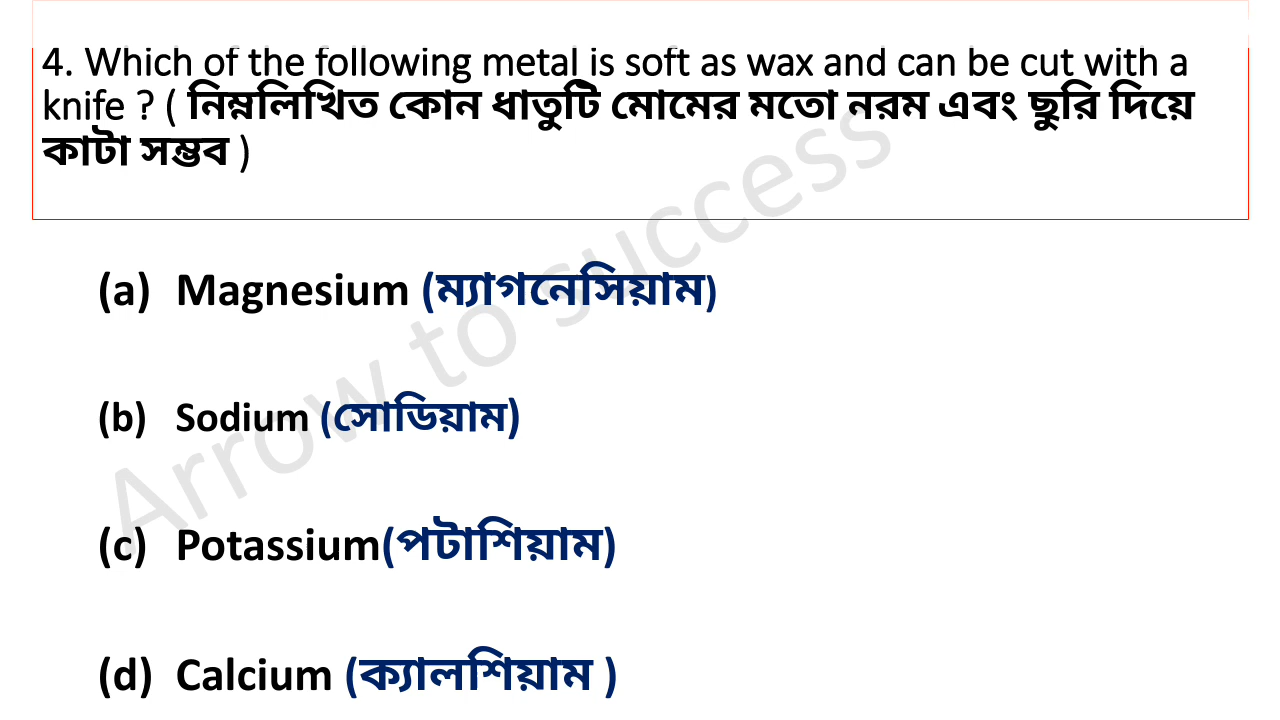 4. Which of the following metal is soft as wax and can be cut with a
knife ? ( নিম্নলিখিত কোন ধাতুটি মোমের মতো নরম এবং ছুরি দিয়ে
কাটা সম্ভব )
(a) Magnesium (ম্যাগনেসিয়াম)
(b) Sodium (সোডিয়াম)
(c) Potassium(পটাশিয়াম)
(d) Calcium (ক্যালশিয়াম )
Arrow to success